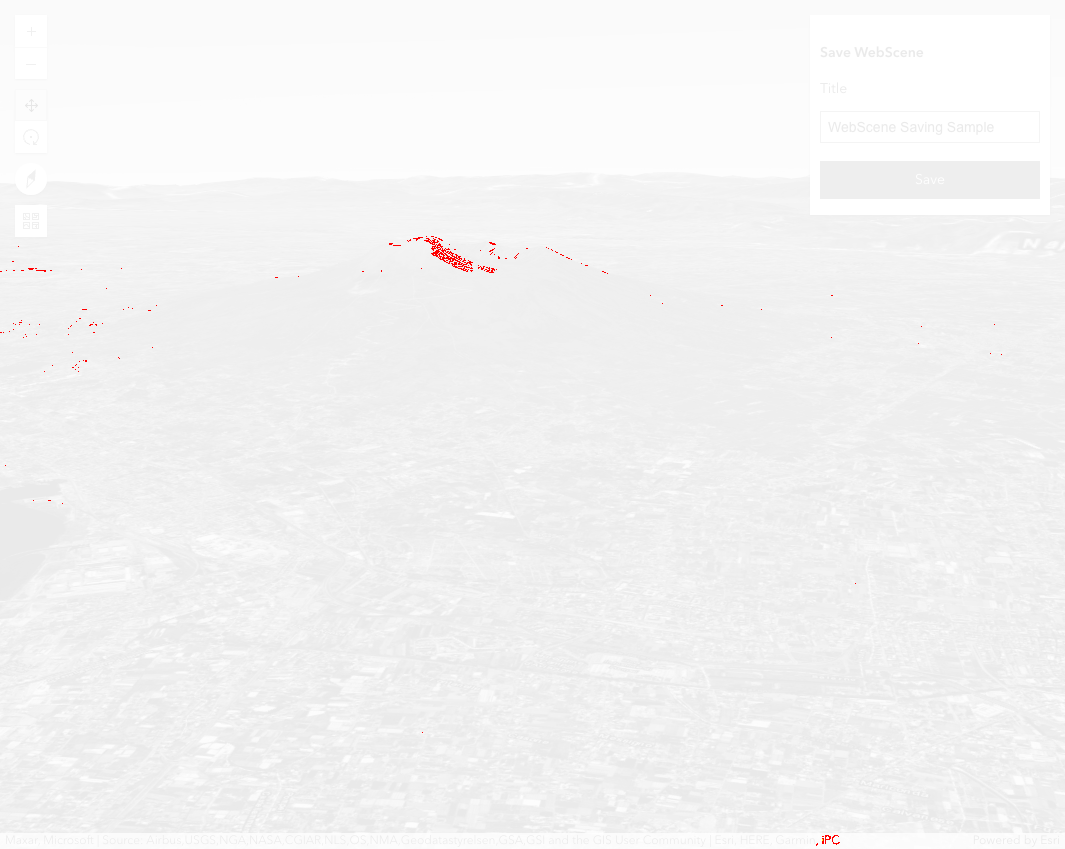 Save WebScene
Title
WebScene Saving Sample
Save
Maxar, Microsoft | Sources: Airbus,USGS,NGA,NASA,CGIAR,NLS,OS,NMA,Geodatastyrelsen,GSA,GSI and the GIS User Community | Esri, HERE, Garmin, iPC
Powered by Esri